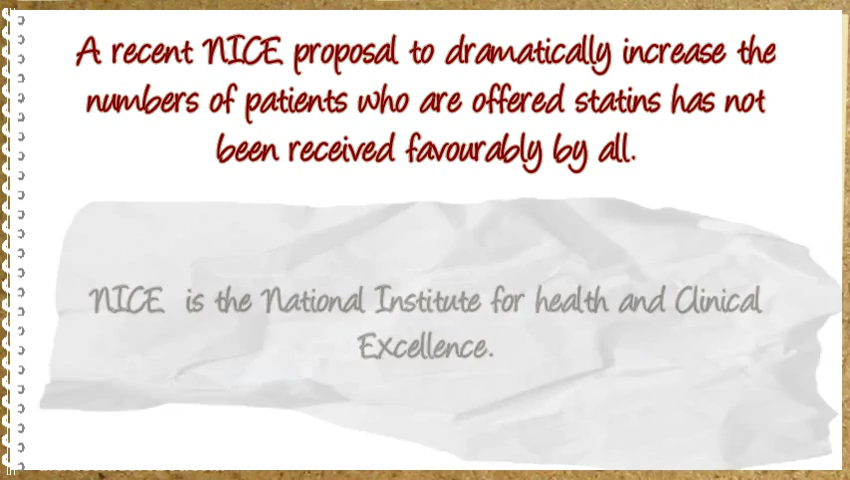 A recent NICE proposal to dramatically increase the
numbers of patients who are offered statins has not
been received favourably by all.
NICE is the National Institute for health and Clinical
Excellence.